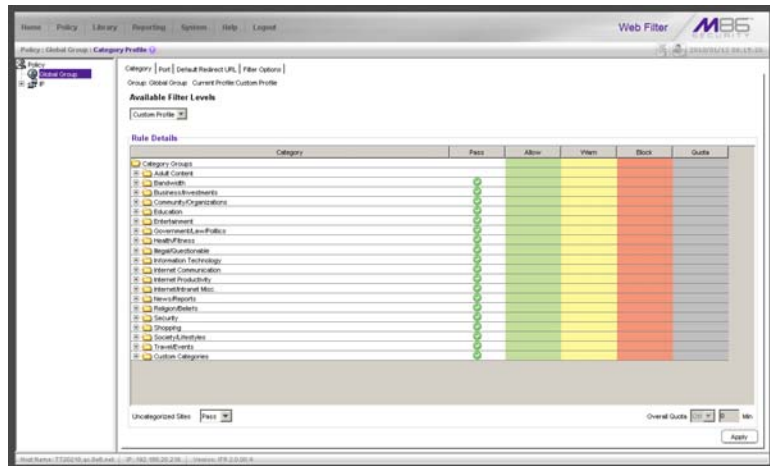 Home Policy Library Reporting System Help Logout
Web Filter
M86 SECURITY
Policy : Global Group : Category Profile
Policy
Global Group
IP
Category Port Default Redirect URL Filter Options
Group: Global Group Current Profile:Custom Profile
Available Filter Levels
Custom Profile
Rule Details
Category Pass Allow Warn Block Quota
Category Groups
Adult Content
Bandwidth
Business/Investments
Community/Organizations
Education
Entertainment
Government/Law/Politics
Health/Fitness
Illegal/Questionable
Information Technology
Internet Communication
Internet Productivity
Internet/Intranet Misc.
News/Reports
Religion/Beliefs
Security
Shopping
Society/Lifestyles
Travel/Events
Custom Categories
Uncategorized Sites Pass
Overall Quota Min
Apply
Host Name: